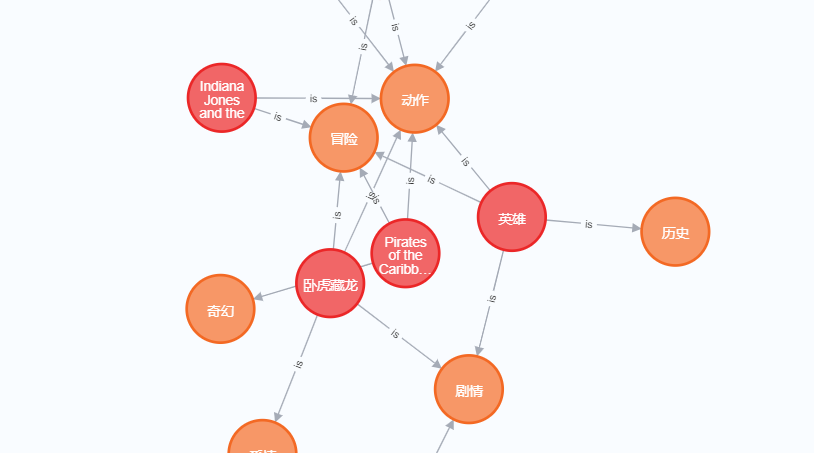 is
is
is
is
动作
Indiana
Jones
and the
is
is
冒险
is
is
is
is
is
is
英雄
is
历史
Pirates
of the
Caribb...
卧虎藏龙
奇幻
is
is
is
剧情